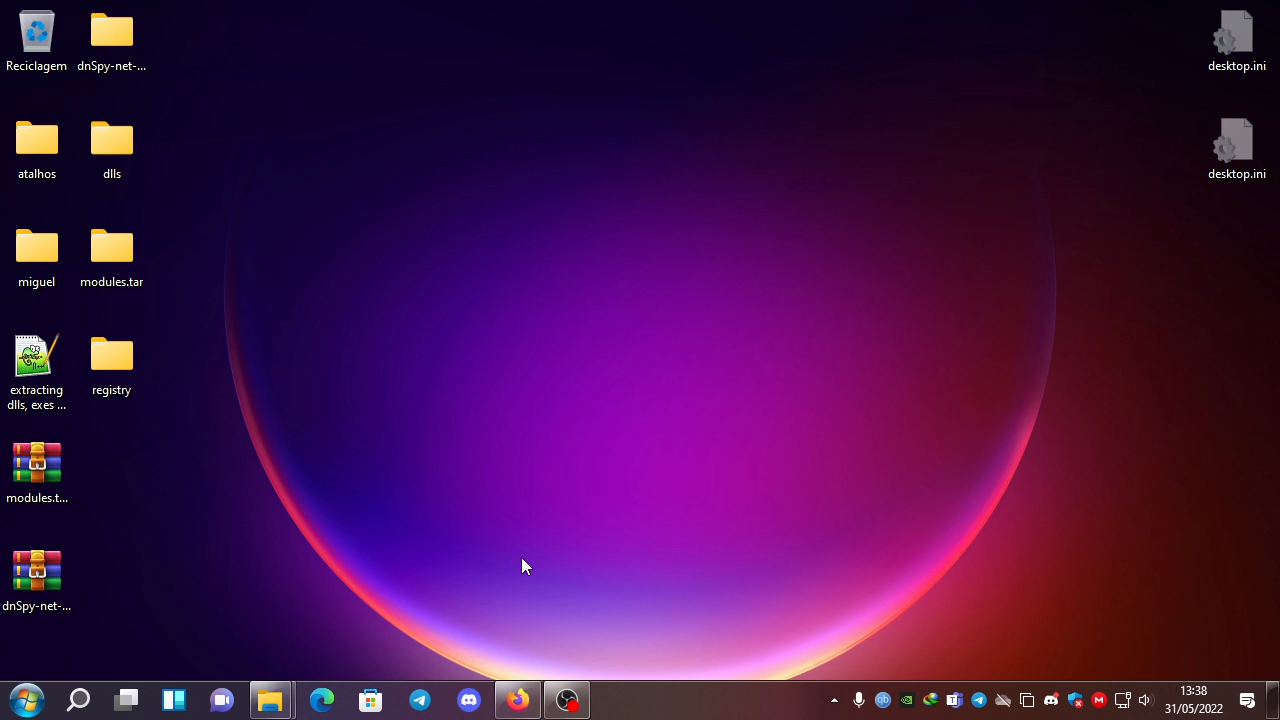 Reciclagem
dnSpy-net-...
desktop.ini
atalhos
dlls
desktop.ini
miguel
modules.tar
extracting
dlls, exes ...
registry
modules.t...
dnSpy-net-...
13:38
31/05/2022